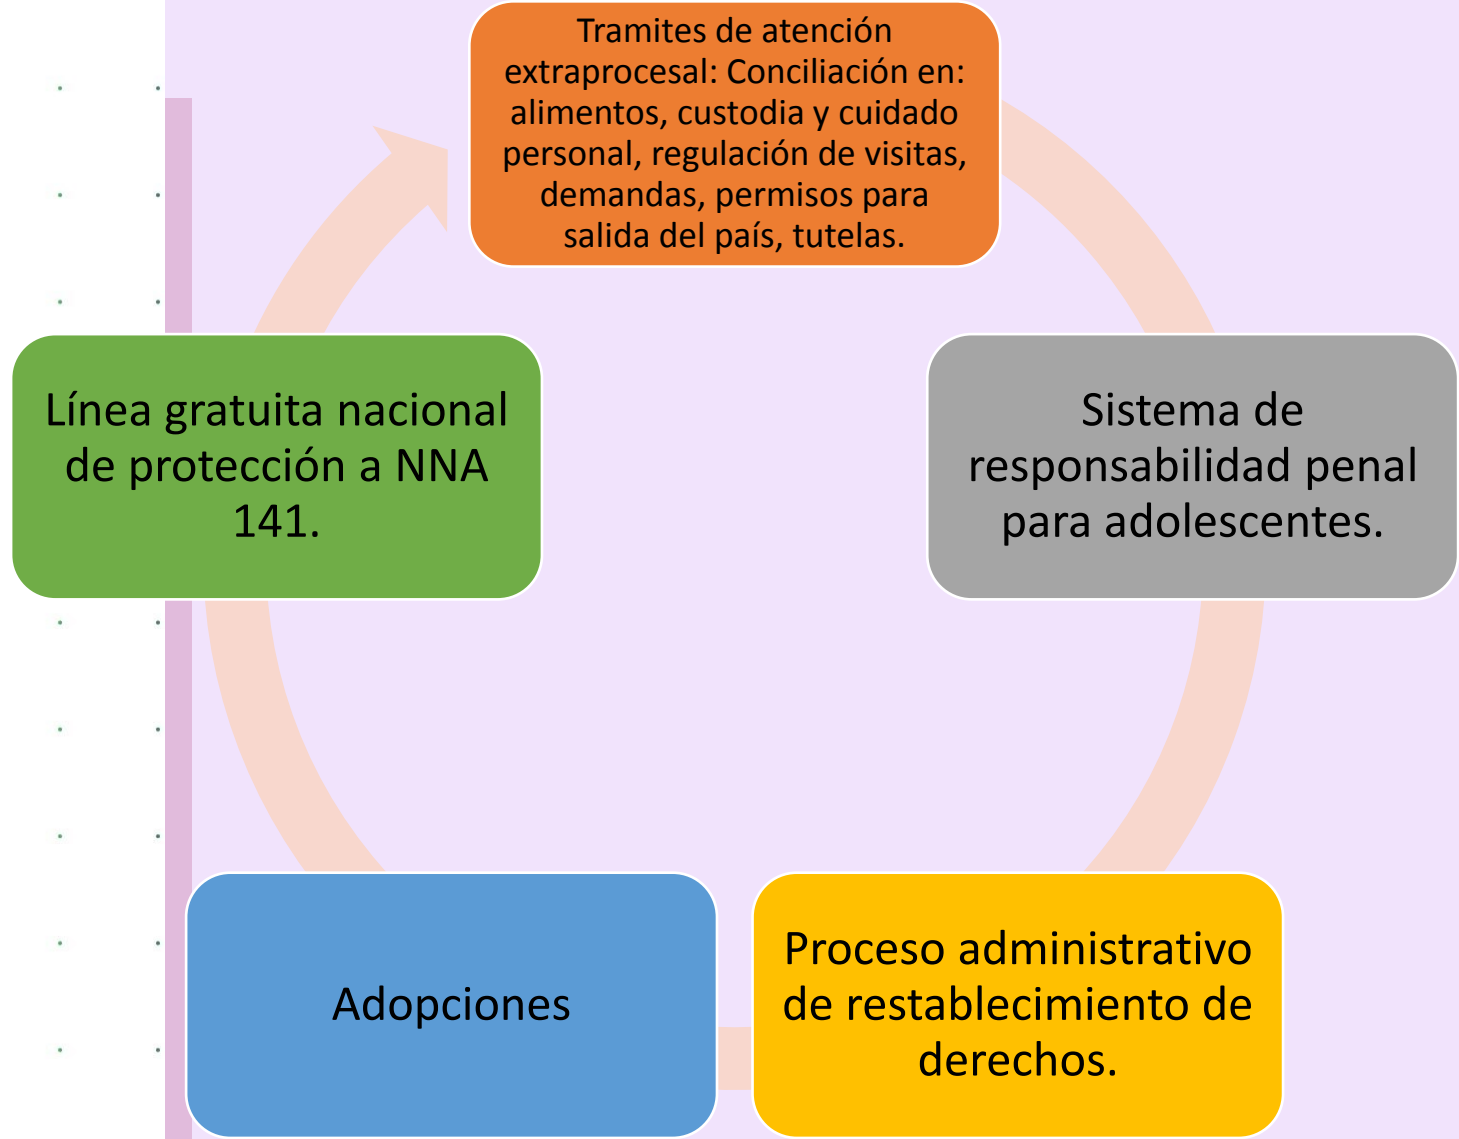 Tramites de atención
extraprocesal: Conciliación en:
alimentos, custodia y cuidado
personal, regulación de visitas,
demandas, permisos para
salida del país, tutelas.
Sistema de
responsabilidad penal
para adolescentes.
Proceso administrativo
de restablecimiento de
derechos.
Adopciones
Línea gratuita nacional
de protección a NNA
141.